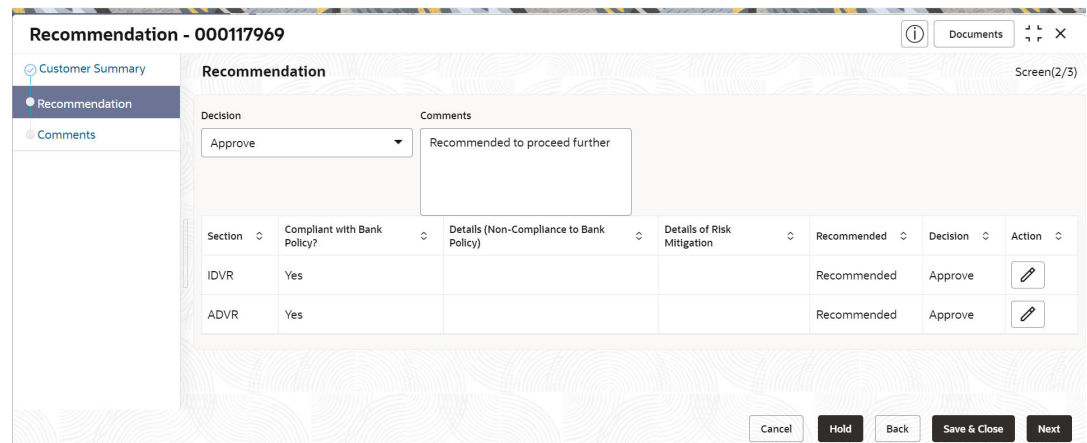 Recommendation - 000117969
Documents
Customer Summary
Recommendation
Comments
Recommendation
Screen(2/3)
Decision
Comments
Approve
Recommended to proceed further
Section
Compliant with Bank
Policy?
Details (Non-Compliance to Bank
Policy)
Details of Risk
Mitigation
Recommended
Decision
Action
IDVR
Yes
Recommended
Approve
ADVR
Yes
Recommended
Approve
Cancel
Hold
Back
Save & Close
Next